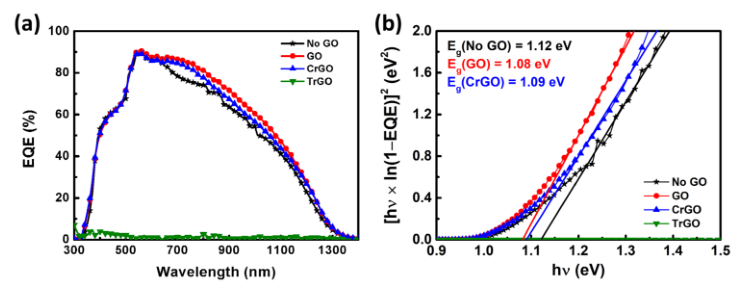 (a)
100
80
60
40
20
0
EQE (%)
300 500 700 900 1100 1300
Wavelength (nm)
No GO
GO
CrGO
TrGO
(b)
2.0
1.6
1.2
0.8
0.4
0.0
[hν × ln(1−EQE)]² (eV²)
0.9 1.0 1.1 1.2 1.3 1.4 1.5
hν (eV)
Eg(No GO) = 1.12 eV
Eg(GO) = 1.08 eV
Eg(CrGO) = 1.09 eV
No GO
GO
CrGO
TrGO